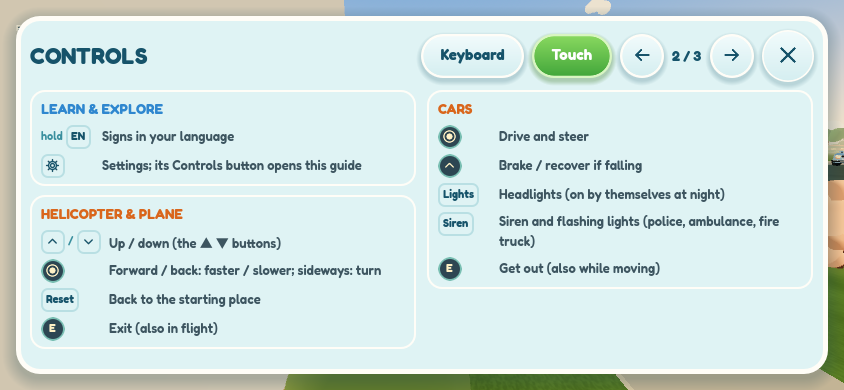 CONTROLS
Keyboard
Touch
2 / 3
LEARN & EXPLORE
hold EN Signs in your language
Settings; its Controls button opens this guide
HELICOPTER & PLANE
/ Up / down (the ▲ ▼ buttons)
Forward / back: faster / slower; sideways: turn
Reset Back to the starting place
E Exit (also in flight)
CARS
Drive and steer
Brake / recover if falling
Lights Headlights (on by themselves at night)
Siren Siren and flashing lights (police, ambulance, fire
truck)
E Get out (also while moving)